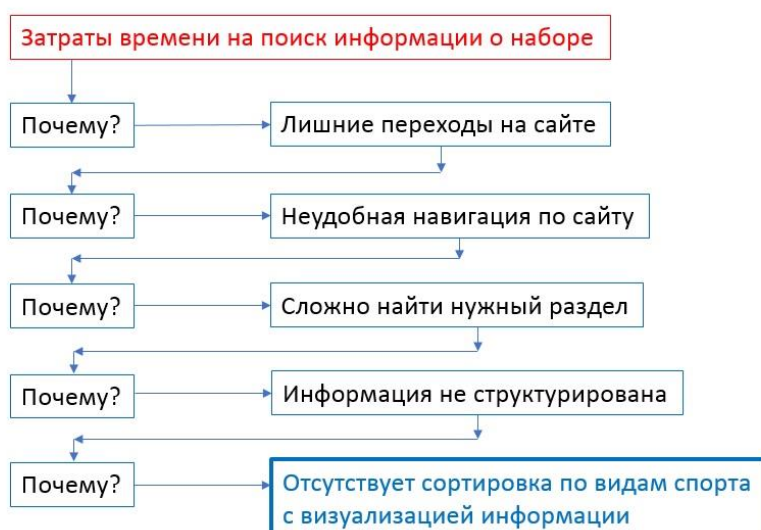 Затраты времени на поиск информации о наборе
Почему?
Лишние переходы на сайте
Почему?
Неудобная навигация по сайту
Почему?
Сложно найти нужный раздел
Почему?
Информация не структурирована
Почему?
Отсутствует сортировка по видам спорта
с визуализацией информации